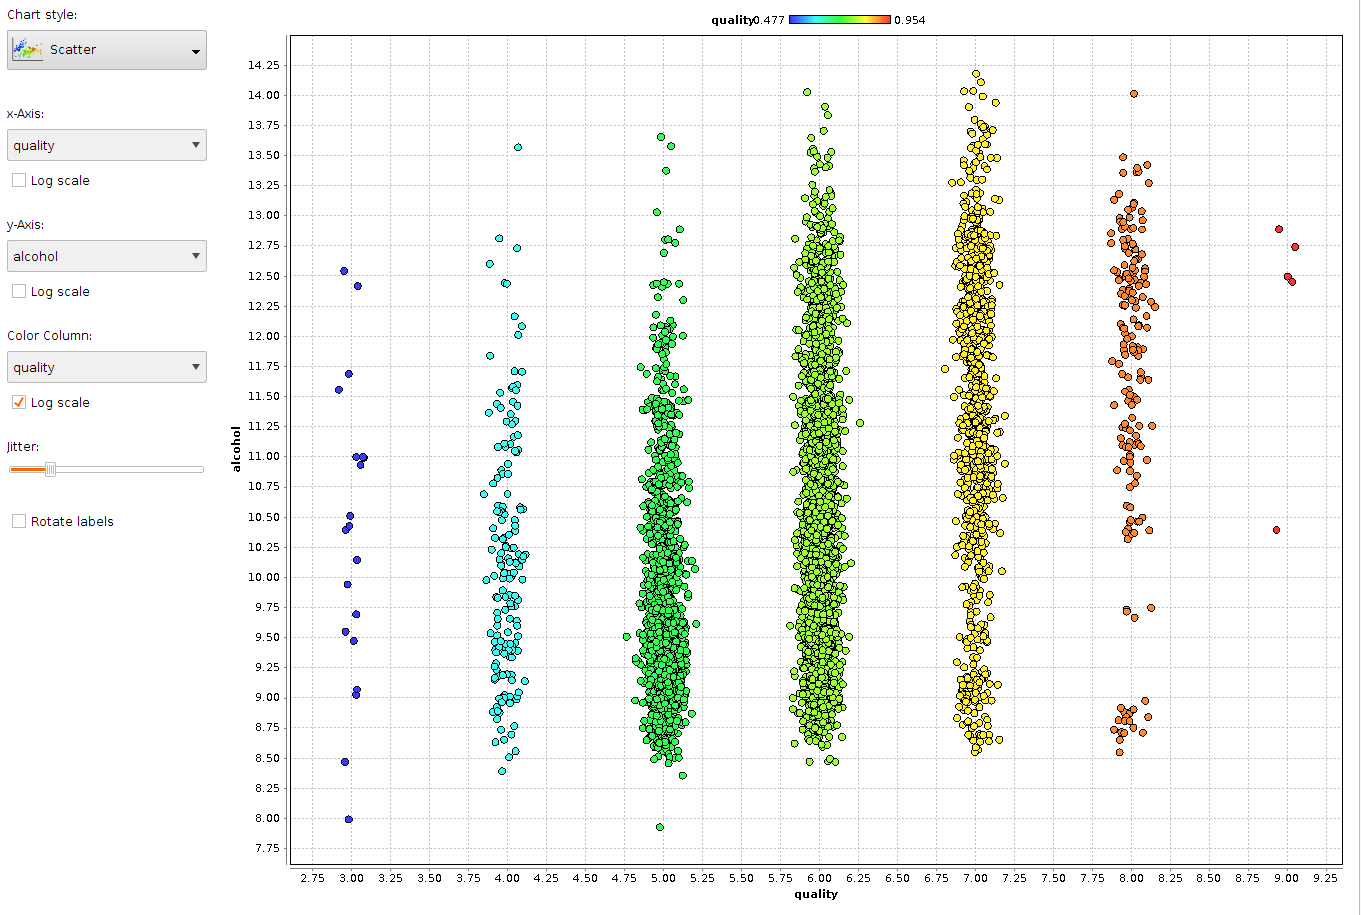 Chart style:
Scatter
x-Axis:
quality
Log scale
y-Axis:
alcohol
Log scale
Color Column:
quality
Log scale
Jitter:
Rotate labels
quality 0.477 0.954
14.25
14.00
13.75
13.50
13.25
13.00
12.75
12.50
12.25
12.00
11.75
11.50
11.25
11.00
10.75
10.50
10.25
10.00
9.75
9.50
9.25
9.00
8.75
8.50
8.25
8.00
7.75
alcohol
2.75 3.00 3.25 3.50 3.75 4.00 4.25 4.50 4.75 5.00 5.25 5.50 5.75 6.00 6.25 6.50 6.75 7.00 7.25 7.50 7.75 8.00 8.25 8.50 8.75 9.00 9.25
quality